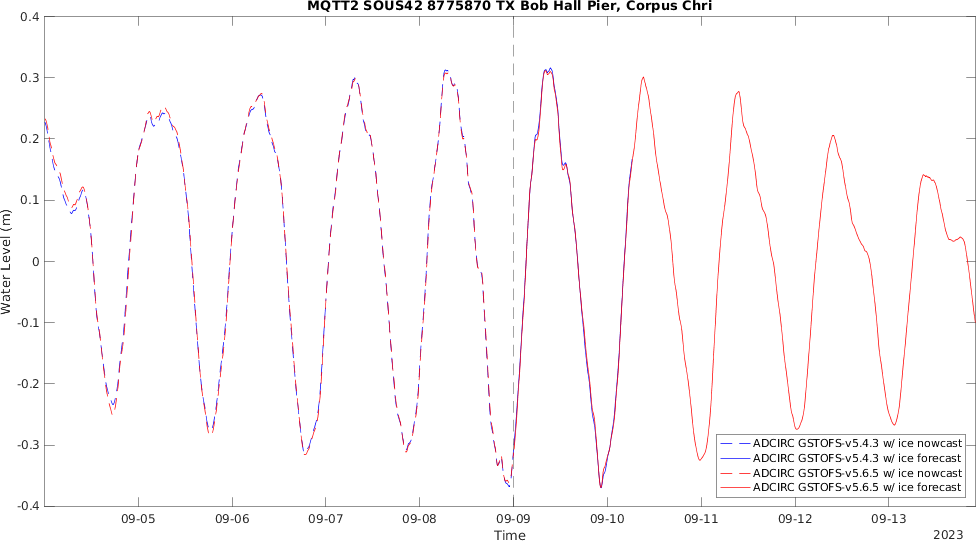 MQTT2 SOUS42 8775870 TX Bob Hall Pier, Corpus Chri
0.4
0.3
0.2
0.1
0
-0.1
-0.2
-0.3
-0.4
Water Level (m)
ADCIRC GSTOFS-v5.4.3 w/ ice nowcast
ADCIRC GSTOFS-v5.4.3 w/ ice forecast
ADCIRC GSTOFS-v5.6.5 w/ ice nowcast
ADCIRC GSTOFS-v5.6.5 w/ ice forecast
09-05 09-06 09-07 09-08 09-09 09-10 09-11 09-12 09-13
Time
2023